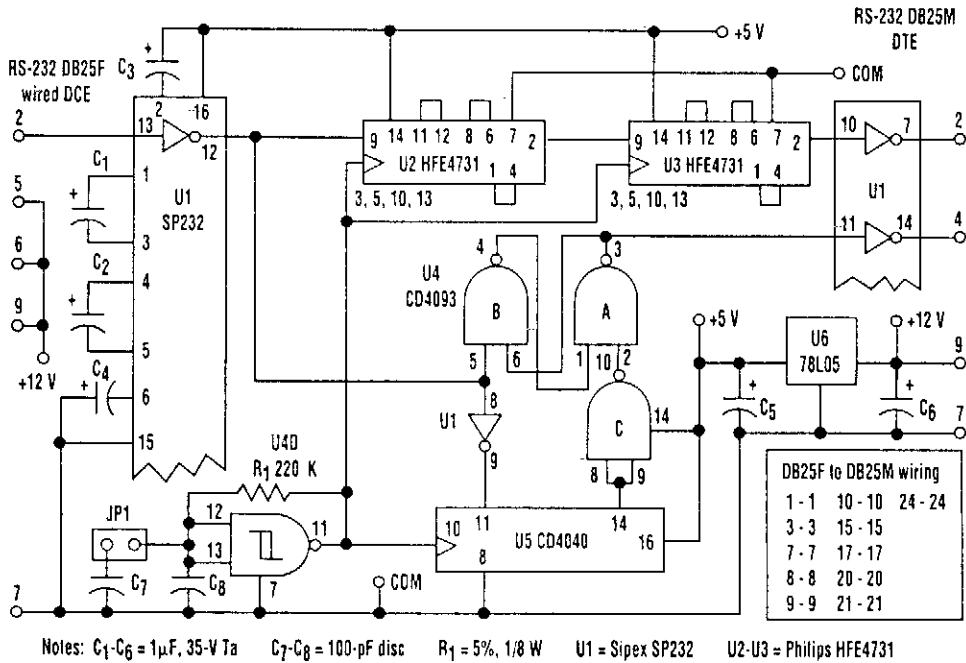 RS-232 DB25F
wired DCE
RS-232 DB25M
DTE
+5 V
COM
+
C3
2
16
2
13
12
C1
1
+
3
U1
SP232
5
6
9
+12 V
C2
4
+
5
C4
+
6
15
9
14
11
12
8
6
7
2
U2 HFE4731
1
4
3, 5, 10, 13
9
14
11
12
8
6
7
2
U3 HFE4731
1
4
3, 5, 10, 13
10
7
2
U1
11
14
4
U4
CD4093
4
B
5
6
3
A
1
2
10
C
14
8
9
8
U1
9
+5 V
+
C5
U6
78L05
+12 V
9
+
C6
7
U4D
R1 220 K
12
13
11
7
JP1
C7
C8
10
11
14
U5 CD4040
16
8
COM
7
DB25F to DB25M wiring
1 - 1 10 - 10 24 - 24
3 - 3 15 - 15
7 - 7 17 - 17
8 - 8 20 - 20
9 - 9 21 - 21
Notes: C1-C6 = 1µF, 35-V Ta C7-C8 = 100-pF disc R1 = 5%, 1/8 W U1 = Sipex SP232 U2-U3 = Philips HFE4731